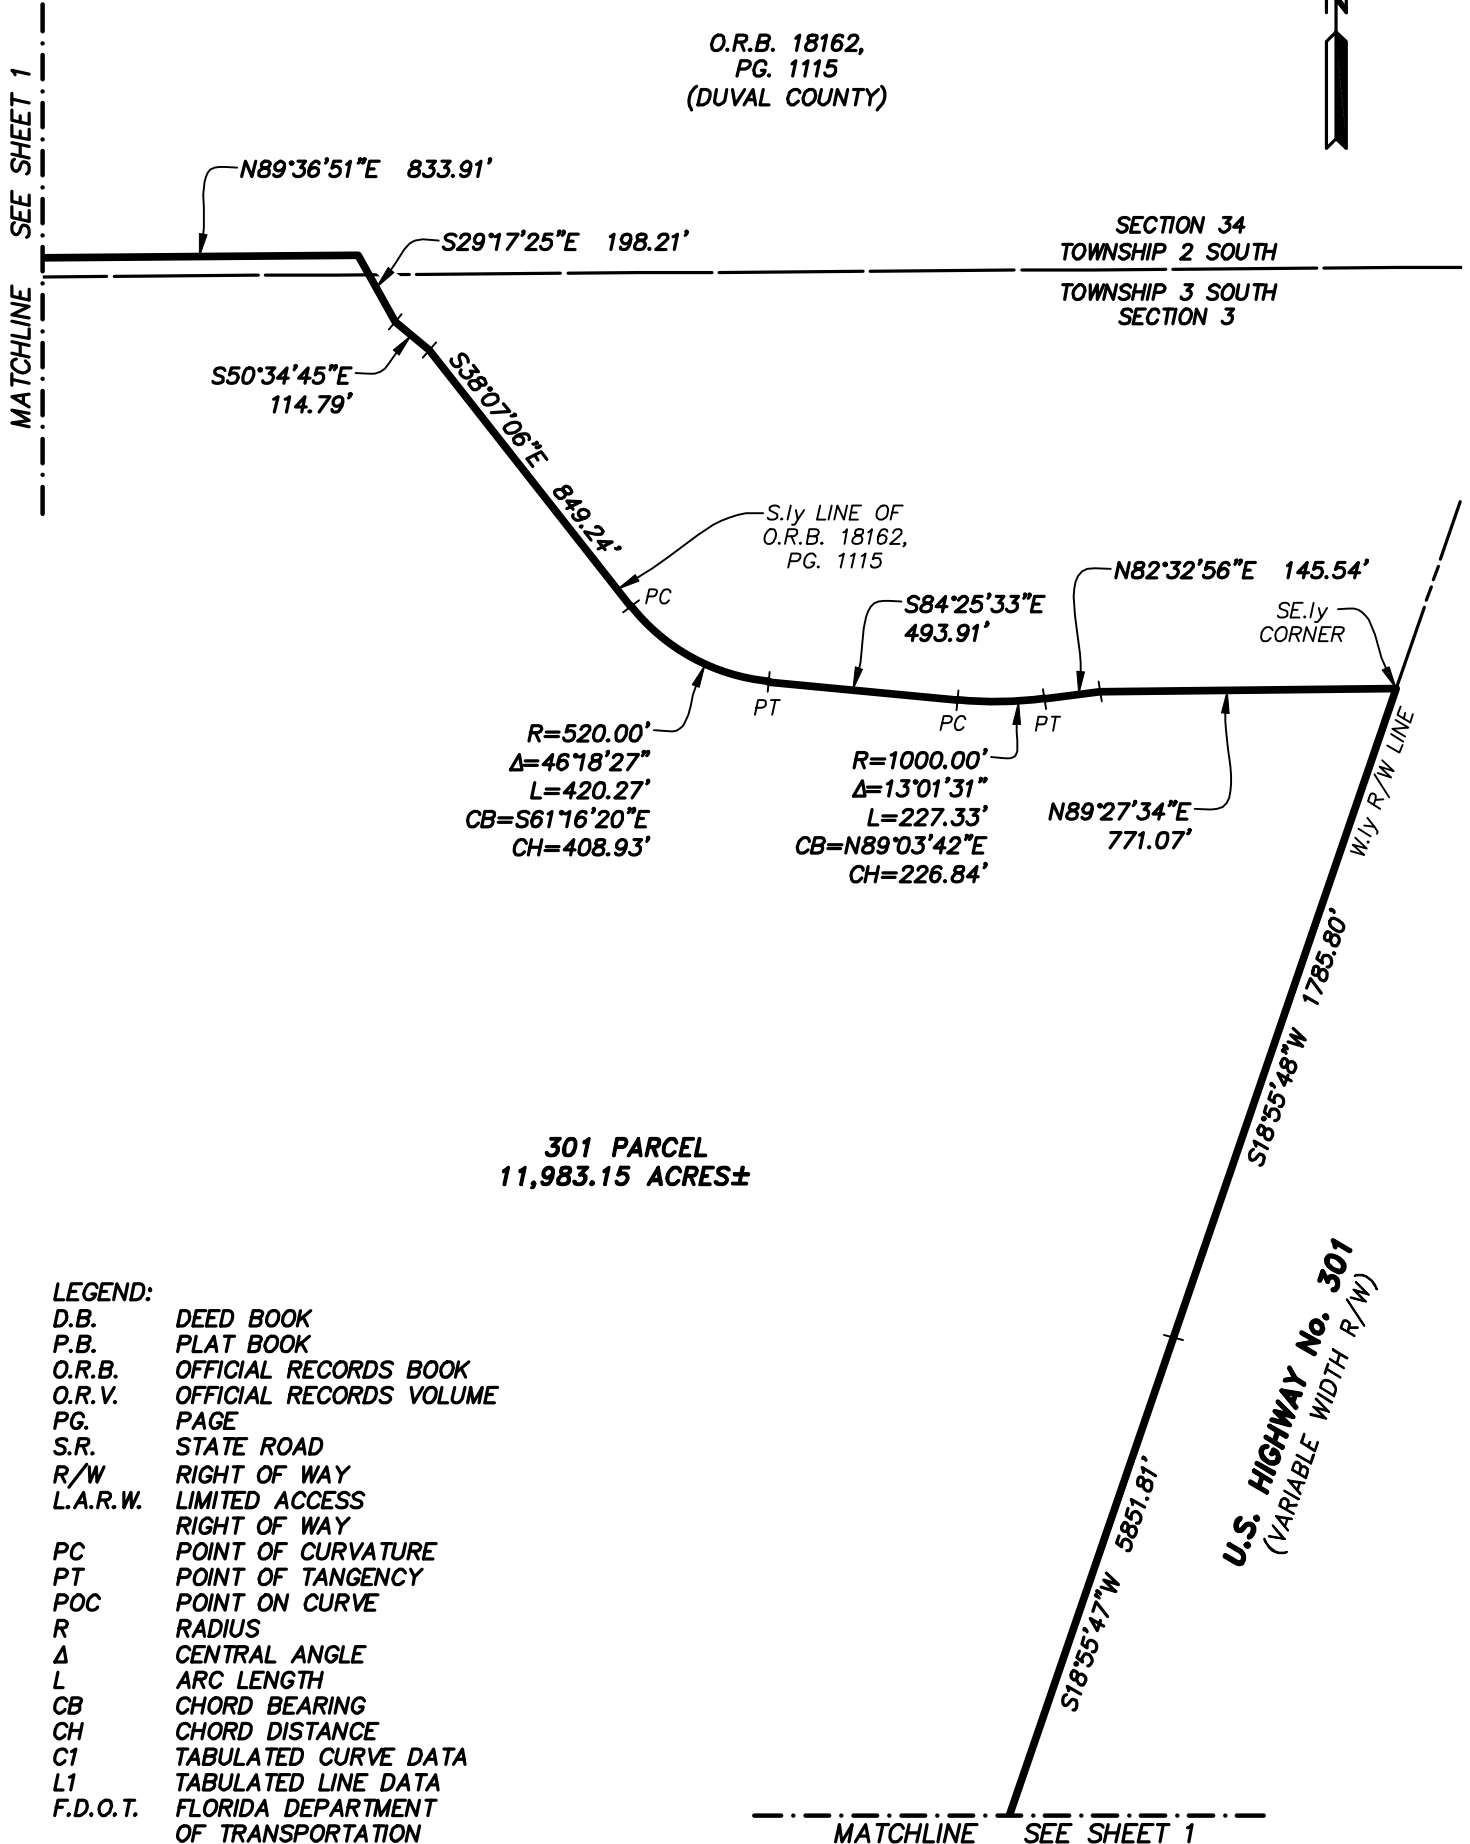 O.R.B. 18162,
PG. 1115
(DUVAL COUNTY)
N
MATCHLINE SEE SHEET 1
N89°36'51"E 833.91'
S29°17'25"E 198.21'
SECTION 34
TOWNSHIP 2 SOUTH
TOWNSHIP 3 SOUTH
SECTION 3
S50°34'45"E
114.79'
S38°07'06"E 849.24'
S.ly LINE OF
O.R.B. 18162,
PG. 1115
PC
N82°32'56"E 145.54'
S84°25'33"E
493.91'
SE.ly
CORNER
PT
PC
PT
R=520.00'
Δ=46°18'27"
L=420.27'
CB=S61°16'20"E
CH=408.93'
R=1000.00'
Δ=13°01'31"
L=227.33'
CB=N89°03'42"E
CH=226.84'
N89°27'34"E
771.07'
W.ly R/W LINE
S18°55'48"W 1785.80'
301 PARCEL
11,983.15 ACRES±
U.S. HIGHWAY No. 301
(VARIABLE WIDTH R/W)
S18°55'47"W 5851.81'
LEGEND:
D.B. DEED BOOK
P.B. PLAT BOOK
O.R.B. OFFICIAL RECORDS BOOK
O.R.V. OFFICIAL RECORDS VOLUME
PG. PAGE
S.R. STATE ROAD
R/W RIGHT OF WAY
L.A.R.W. LIMITED ACCESS
RIGHT OF WAY
PC POINT OF CURVATURE
PT POINT OF TANGENCY
POC POINT ON CURVE
R RADIUS
Δ CENTRAL ANGLE
L ARC LENGTH
CB CHORD BEARING
CH CHORD DISTANCE
C1 TABULATED CURVE DATA
L1 TABULATED LINE DATA
F.D.O.T. FLORIDA DEPARTMENT
OF TRANSPORTATION
MATCHLINE SEE SHEET 1